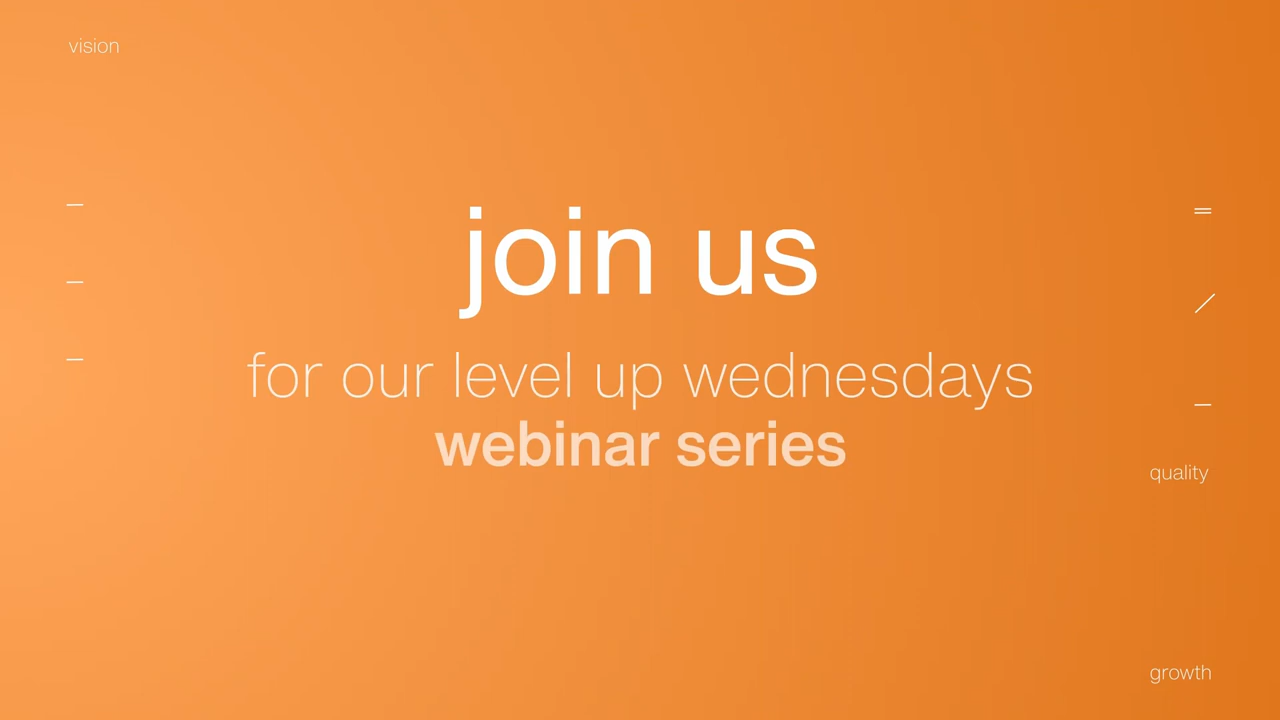 vision
join us
for our level up wednesdays
webinar series
quality
growth